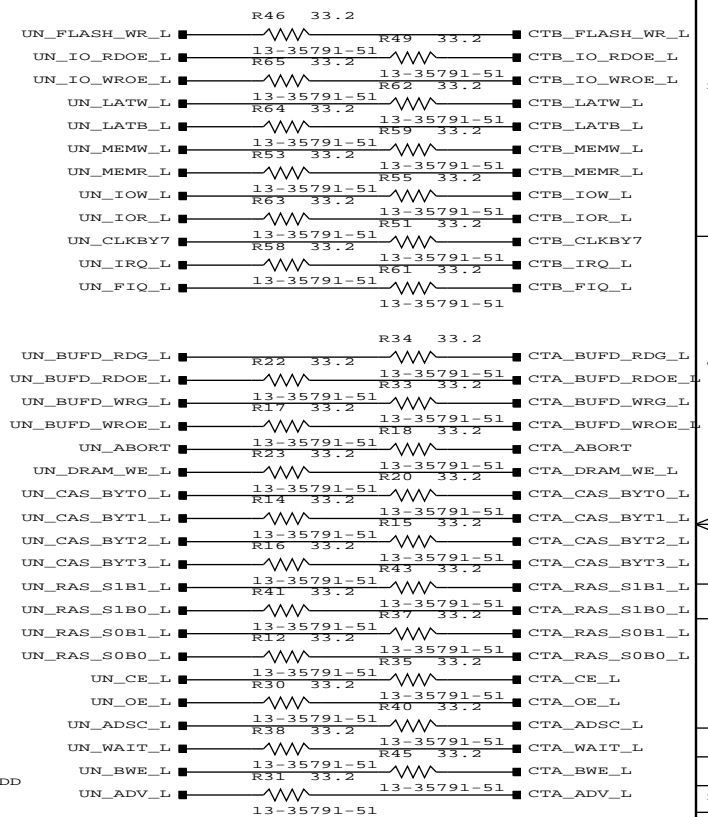 R46 33.2
UN_FLASH_WR_L CTB_FLASH_WR_L
R49 33.2
13-35791-51
UN_IO_RDOE_L CTB_IO_RDOE_L
R65 33.2
13-35791-51
UN_IO_WROE_L CTB_IO_WROE_L
R62 33.2
13-35791-51
UN_LATW_L CTB_LATW_L
R64 33.2
13-35791-51
UN_LATB_L CTB_LATB_L
R59 33.2
13-35791-51
UN_MEMW_L CTB_MEMW_L
R53 33.2
13-35791-51
UN_MEMR_L CTB_MEMR_L
R55 33.2
13-35791-51
UN_IOW_L CTB_IOW_L
R63 33.2
13-35791-51
UN_IOR_L CTB_IOR_L
R51 33.2
13-35791-51
UN_CLKBY7 CTB_CLKBY7
R58 33.2
13-35791-51
UN_IRQ_L CTB_IRQ_L
R61 33.2
13-35791-51
UN_FIQ_L CTB_FIQ_L
13-35791-51
R34 33.2
UN_BUFD_RDG_L CTA_BUFD_RDG_L
R22 33.2
13-35791-51
UN_BUFD_RDOE_L CTA_BUFD_RDOE_L
R33 33.2
13-35791-51
UN_BUFD_WRG_L CTA_BUFD_WRG_L
R17 33.2
13-35791-51
UN_BUFD_WROE_L CTA_BUFD_WROE_L
R18 33.2
13-35791-51
UN_ABORT CTA_ABORT
R23 33.2
13-35791-51
UN_DRAM_WE_L CTA_DRAM_WE_L
R20 33.2
13-35791-51
UN_CAS_BYT0_L CTA_CAS_BYT0_L
R14 33.2
13-35791-51
UN_CAS_BYT1_L CTA_CAS_BYT1_L
R15 33.2
13-35791-51
UN_CAS_BYT2_L CTA_CAS_BYT2_L
R16 33.2
13-35791-51
UN_CAS_BYT3_L CTA_CAS_BYT3_L
R43 33.2
13-35791-51
UN_RAS_S1B1_L CTA_RAS_S1B1_L
R41 33.2
13-35791-51
UN_RAS_S1B0_L CTA_RAS_S1B0_L
R37 33.2
13-35791-51
UN_RAS_S0B1_L CTA_RAS_S0B1_L
R12 33.2
13-35791-51
UN_RAS_S0B0_L CTA_RAS_S0B0_L
R35 33.2
13-35791-51
UN_CE_L CTA_CE_L
R30 33.2
13-35791-51
UN_OE_L CTA_OE_L
R40 33.2
13-35791-51
UN_ADSC_L CTA_ADSC_L
R38 33.2
13-35791-51
UN_WAIT_L CTA_WAIT_L
R45 33.2
13-35791-51
UN_BWE_L CTA_BWE_L
R31 33.2
DD
13-35791-51
UN_ADV_L CTA_ADV_L
13-35791-51